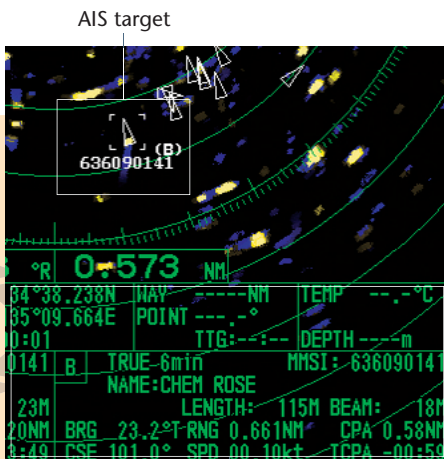 AIS target
(B)
636090141
°R 0.573 NM
34°38.238N WAY -----NM TEMP --.-°C
35°09.664E POINT ---.-°
0:01 TTG:--:-- DEPTH ----m
0141 B TRUE-6min MMSI: 636090141
NAME:CHEM ROSE
23M LENGTH: 115M BEAM: 18M
20NM BRG 23.2°T RNG 0.661NM CPA 0.58NM
3:49 CSE 101.0° SPD 00.10kt TCPA -00:59